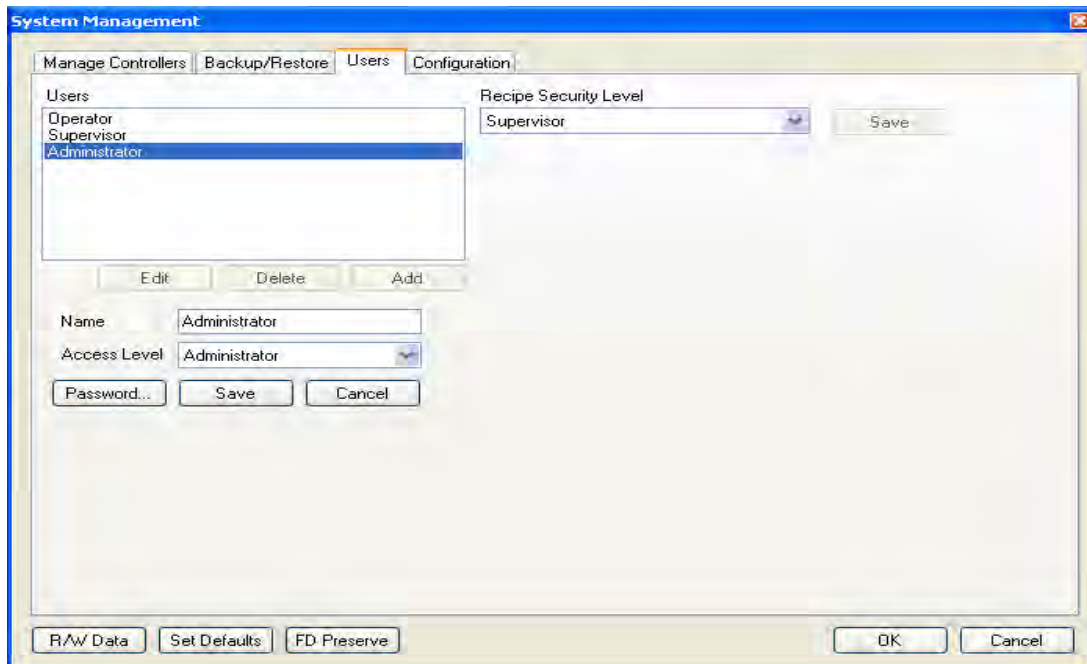 System Management
Manage Controllers Backup/Restore Users Configuration
Users Recipe Security Level
Operator
Supervisor
Administrator
Supervisor Save
Edit Delete Add
Name Administrator
Access Level Administrator
Password... Save Cancel
R/W Data Set Defaults FD Preserve OK Cancel